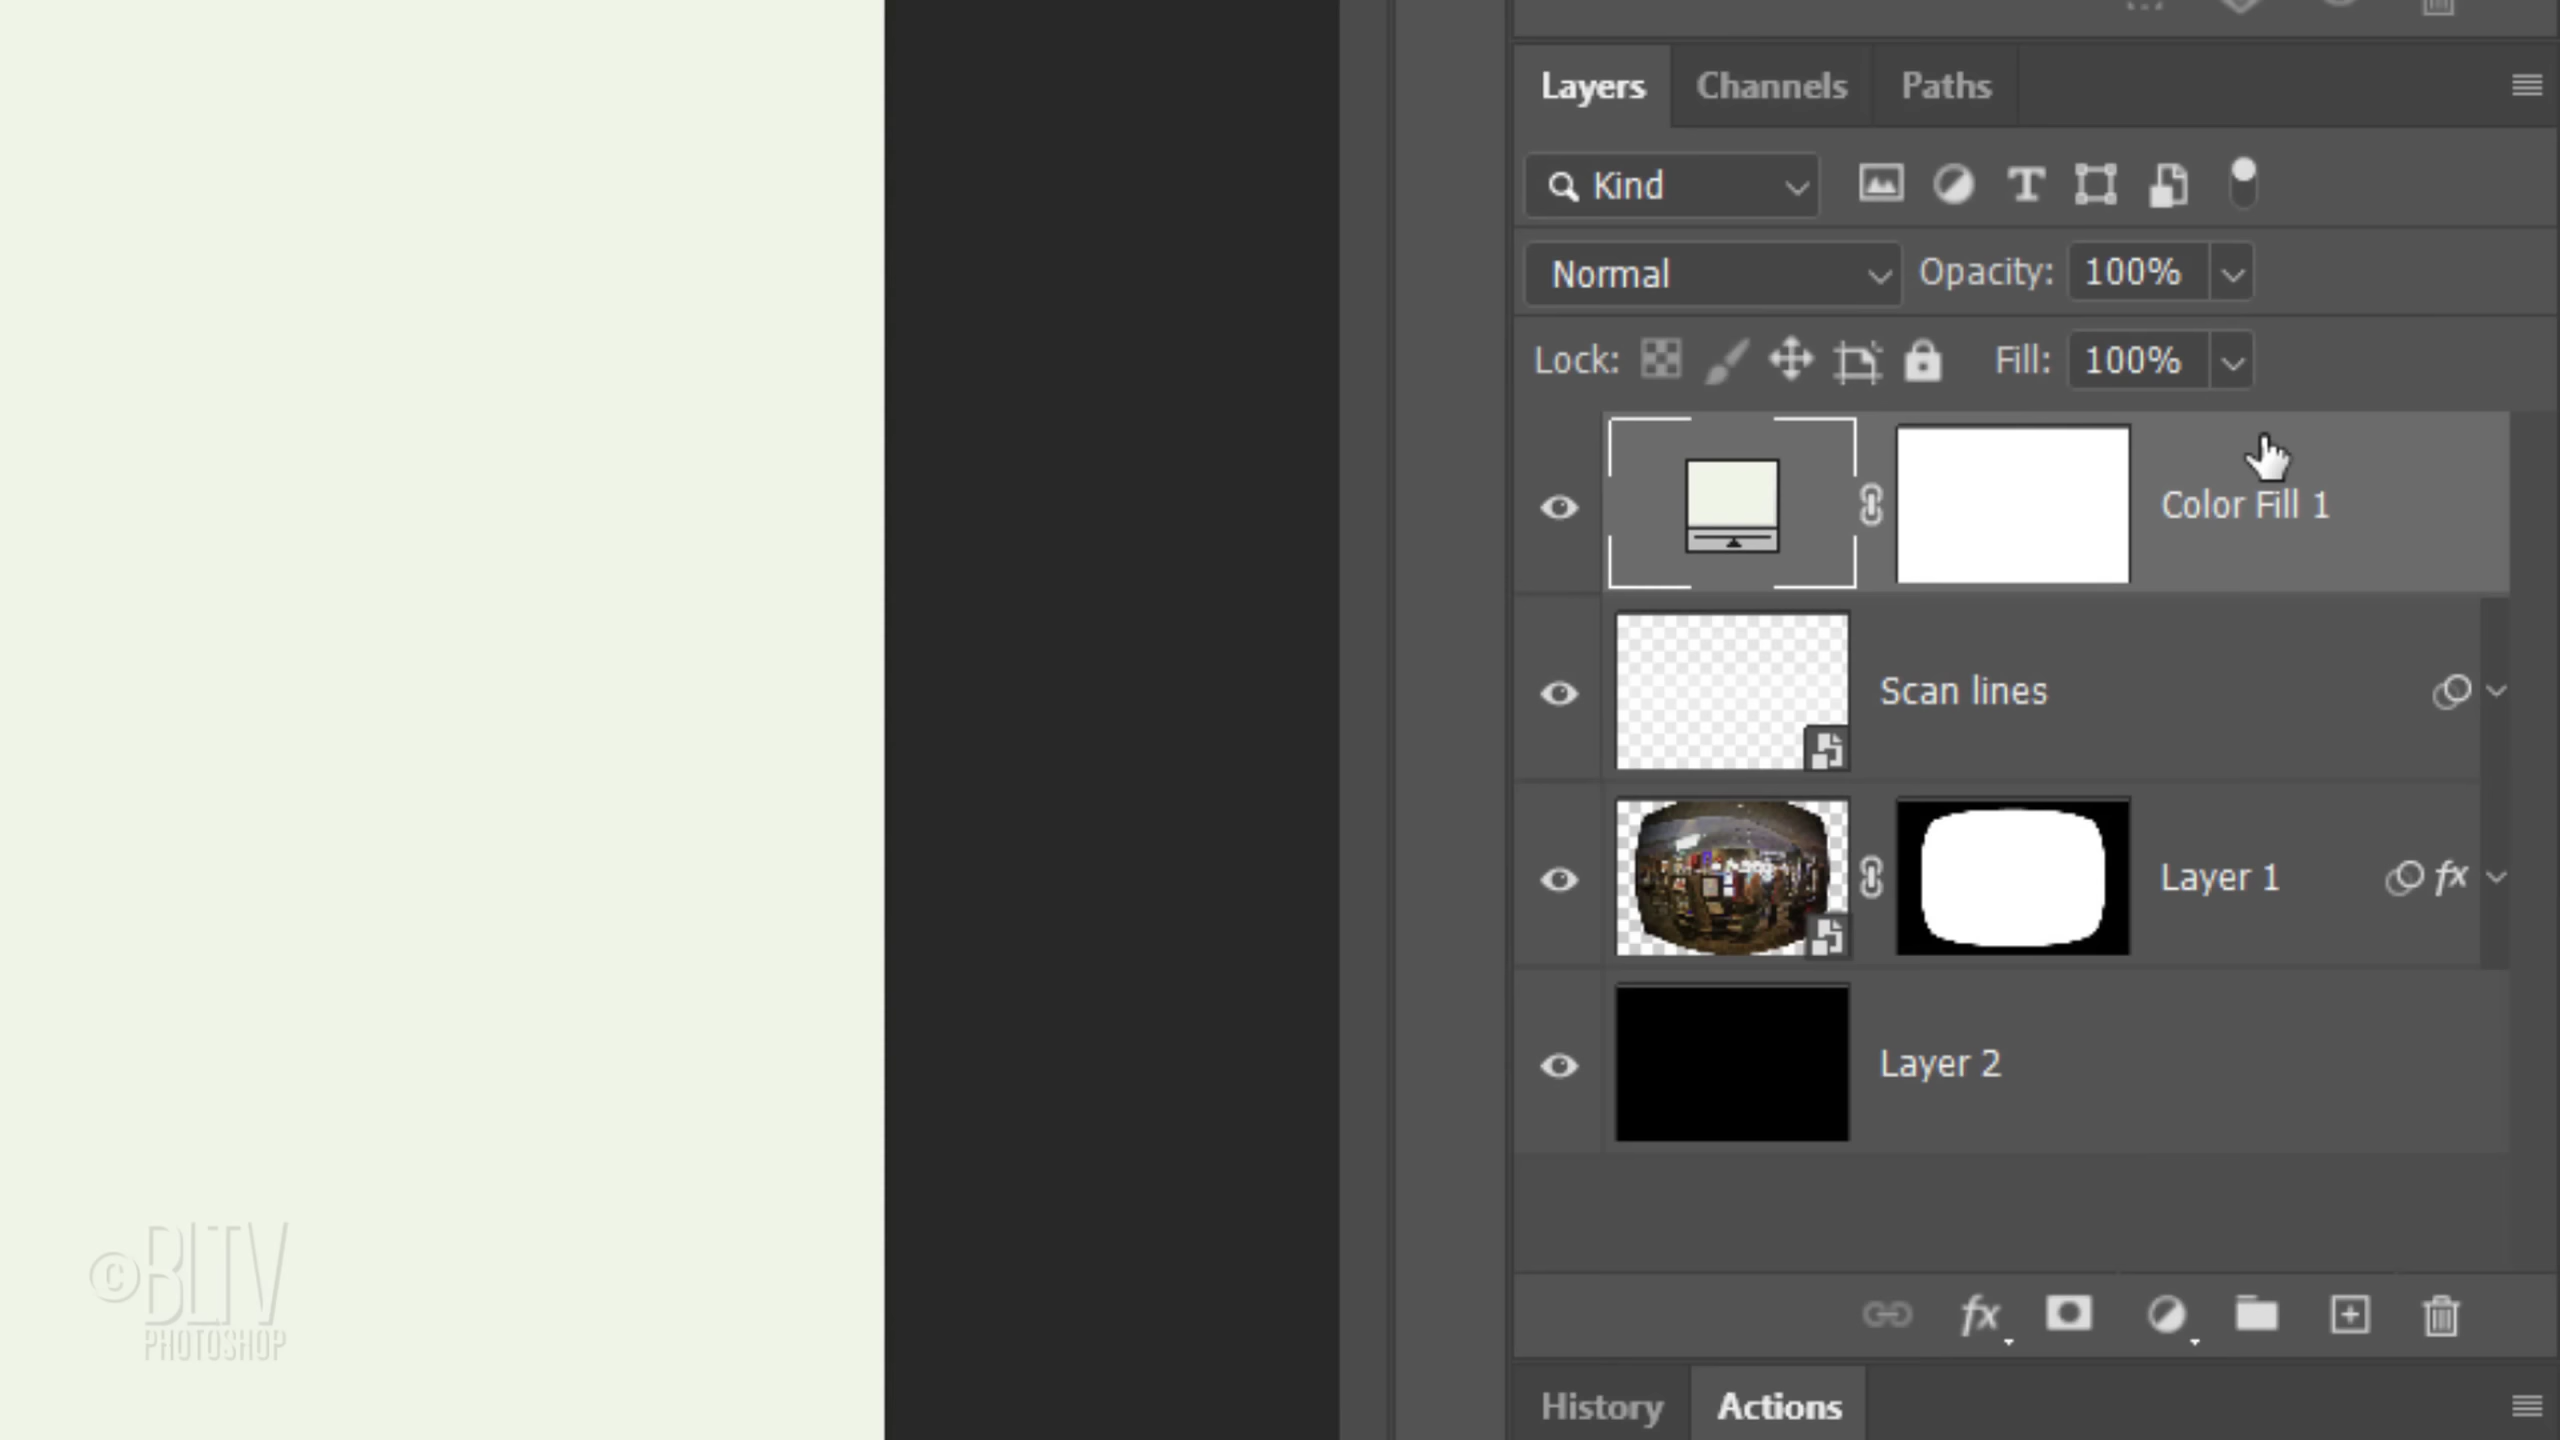 Layers Channels Paths
Kind
T
Normal Opacity: 100%
Lock: Fill: 100%
Color Fill 1
Scan lines
Layer 1 fx
Layer 2
fx
History Actions
©BLTV
PHOTOSHOP